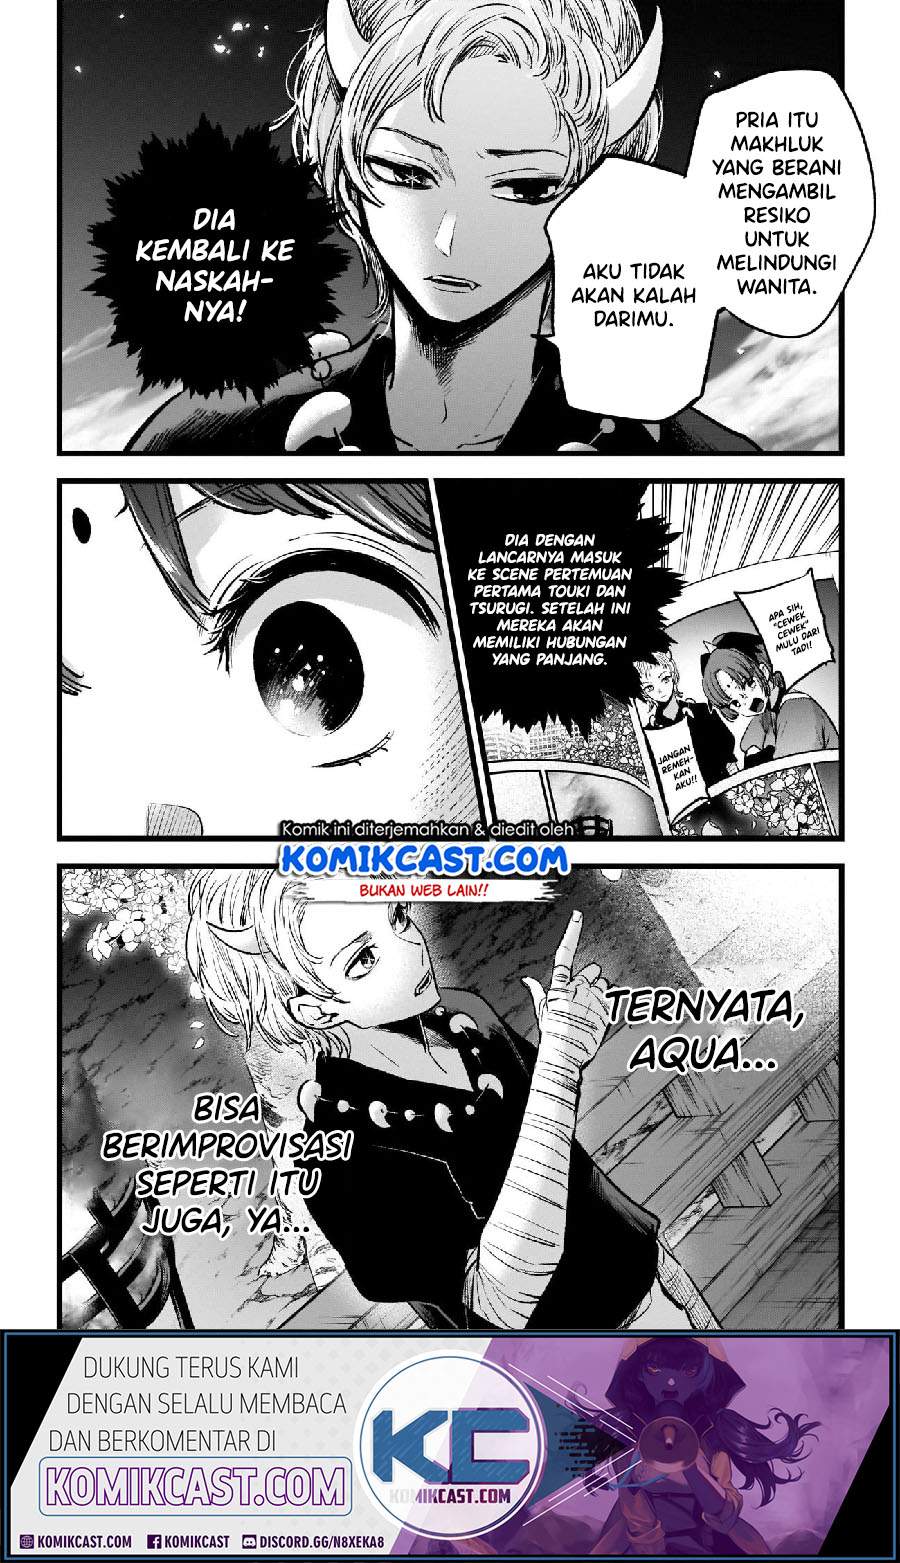 PRIA ITU
MAKHLUK
YANG BERANI
MENGAMBIL
RESIKO
UNTUK
MELINDUNGI
WANITA.
AKU TIDAK
AKAN KALAH
DARIMU.
DIA
KEMBALI KE
NASKAH-
NYA!
APA SIH,
"CEWEK
CEWEK"
MULU DARI
TADI!
JANGAN
REMEH-
KAN
AKU!!
DIA DENGAN
LANCARNYA MASUK
KE SCENE PERTEMUAN
PERTAMA TOUKI DAN
TSURUGI. SETELAH INI
MEREKA AKAN
MEMILIKI HUBUNGAN
YANG PANJANG.
Komik ini diterjemahkan & diedit oleh
KOMIKCAST.COM
BUKAN WEB LAIN!!
TERNYATA,
AQUA...
BISA
BERIMPROVISASI
SEPERTI ITU
JUGA, YA...
DUKUNG TERUS KAMI
DENGAN SELALU MEMBACA
DAN BERKOMENTAR DI
KOMIKCAST.COM
KC
KOMIKCAST.COM
KOMIKCAST.COM KOMIKCAST DISCORD.GG/N8XEKA8